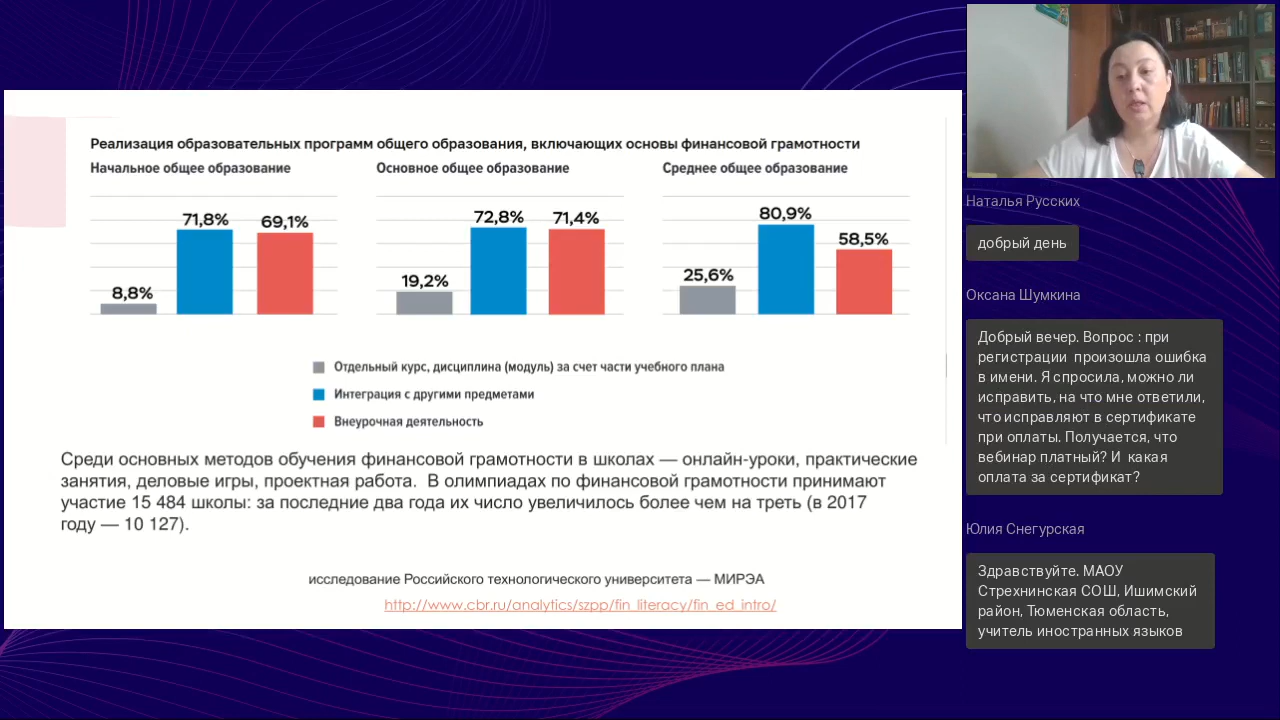 Реализация образовательных программ общего образования, включающих основы финансовой грамотности
Начальное общее образование
Основное общее образование
Среднее общее образование
8,8%
71,8%
69,1%
19,2%
72,8%
71,4%
25,6%
80,9%
58,5%
Отдельный курс, дисциплина (модуль) за счет части учебного плана
Интеграция с другими предметами
Внеурочная деятельность
Среди основных методов обучения финансовой грамотности в школах — онлайн-уроки, практические
занятия, деловые игры, проектная работа.  В олимпиадах по финансовой грамотности принимают
участие 15 484 школы: за последние два года их число увеличилось более чем на треть (в 2017
году — 10 127).
исследование Российского технологического университета — МИРЭА
http://www.cbr.ru/analytics/szpp/fin_literacy/fin_ed_intro/
Наталья Русских
добрый день
Оксана Шумкина
Добрый вечер. Вопрос : при
регистрации  произошла ошибка
в имени. Я спросила, можно ли
исправить, на что мне ответили,
что исправляют в сертификате
при оплаты. Получается, что
вебинар платный? И  какая
оплата за сертификат?
Юлия Снегурская
Здравствуйте. МАОУ
Стрехнинская СОШ, Ишимский
район, Тюменская область,
учитель иностранных языков